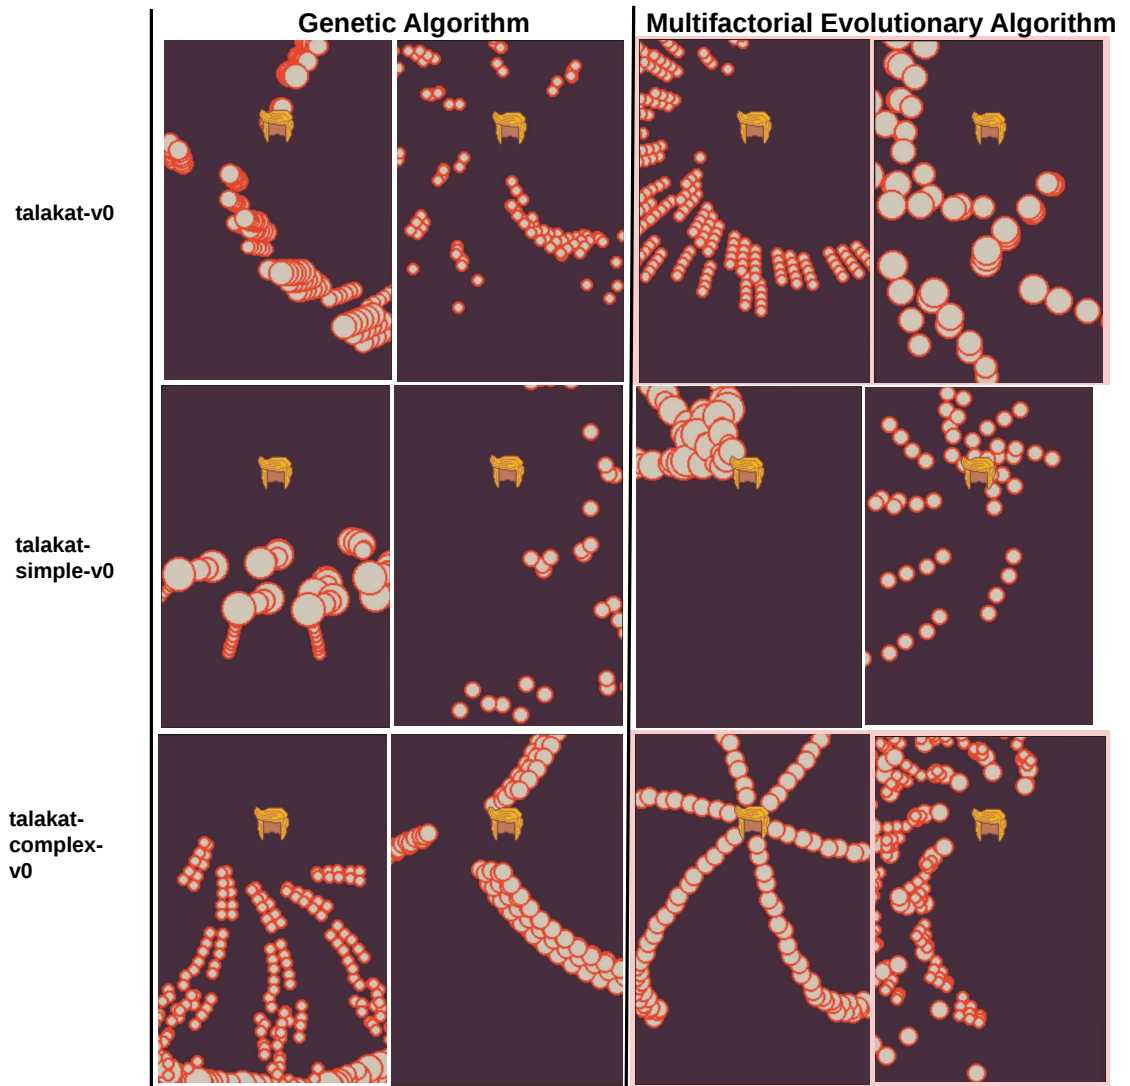 Genetic Algorithm
Multifactorial Evolutionary Algorithm
talakat-v0
talakat-
simple-v0
talakat-
complex-
v0